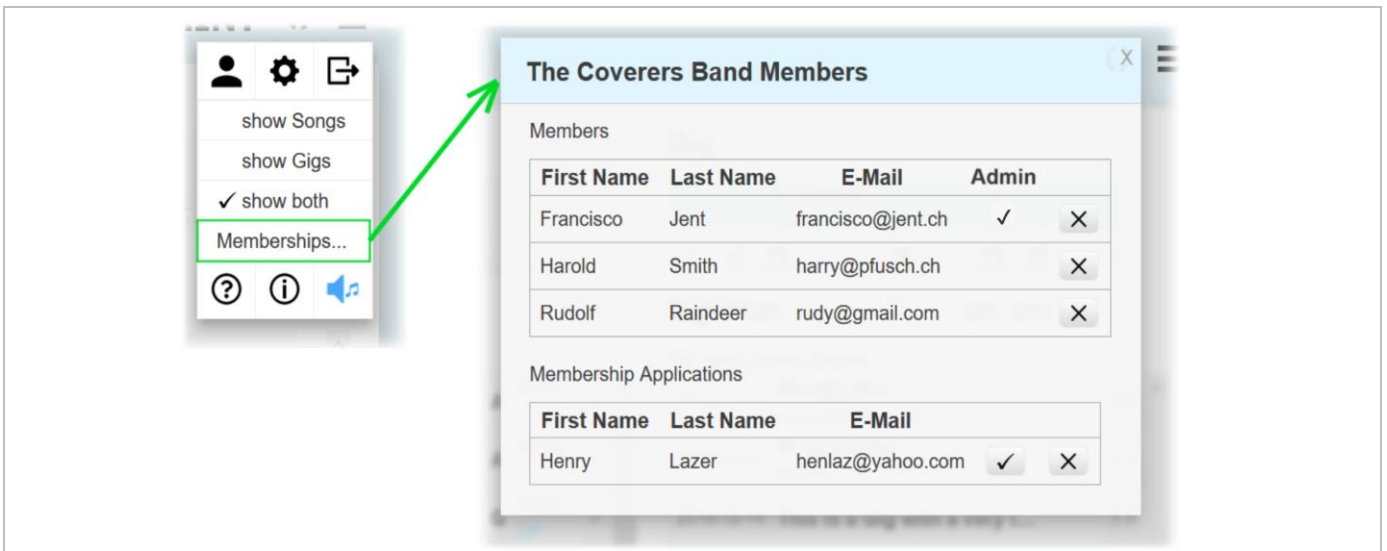 show Songs
show Gigs
✓ show both
Memberships...
The Coverers Band Members
X
Members
First Name Last Name E-Mail Admin
Francisco Jent francisco@jent.ch ✓ X
Harold Smith harry@pfusch.ch X
Rudolf Raindeer rudy@gmail.com X
Membership Applications
First Name Last Name E-Mail
Henry Lazer henlaz@yahoo.com ✓ X